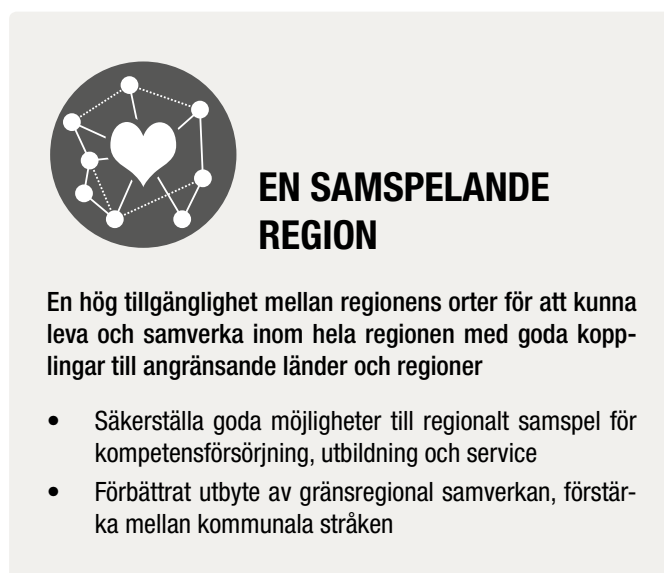 EN SAMSPELANDE
REGION
En hög tillgänglighet mellan regionens orter för att kunna
leva och samverka inom hela regionen med goda kopp-
lingar till angränsande länder och regioner
• Säkerställa goda möjligheter till regionalt samspel för
kompetensförsörjning, utbildning och service
• Förbättrat utbyte av gränsregional samverkan, förstär-
ka mellan kommunala stråken